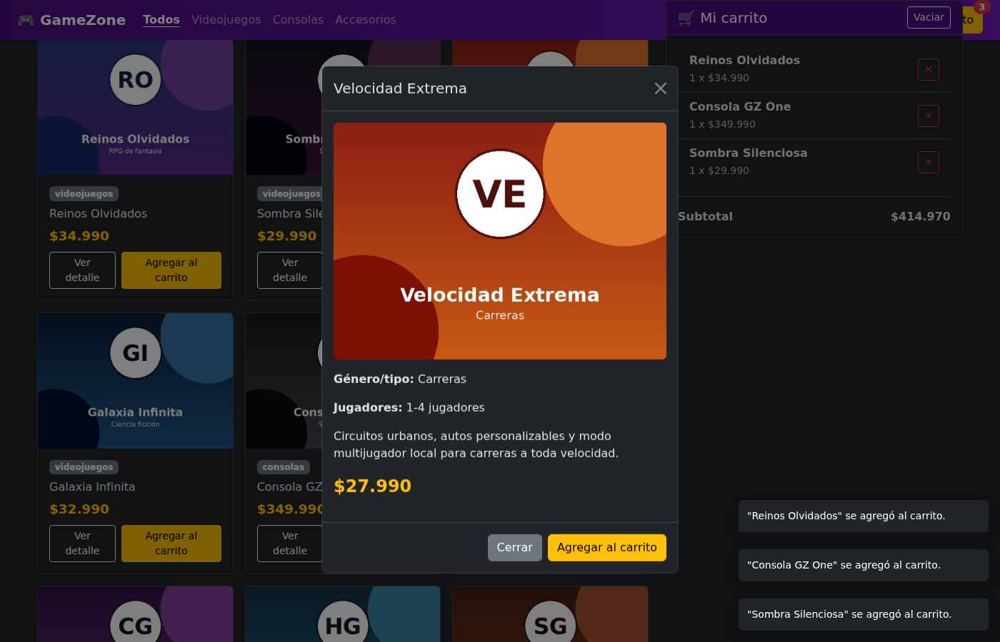 🎮 GameZone Todos Videojuegos Consolas Accesorios
to 3
🛒 Mi carrito Vaciar
Reinos Olvidados
1 x $34.990
×
Consola GZ One
1 x $349.990
×
Sombra Silenciosa
1 x $29.990
×
Subtotal $414.970
RO
Reinos Olvidados
RPG de fantasía
videojuegos
Reinos Olvidados
$34.990
Ver
detalle
Agregar al
carrito
videojuegos
$29.990
Ver
detalle
Velocidad Extrema
VE
Velocidad Extrema
Carreras
Género/tipo: Carreras
Jugadores: 1-4 jugadores
Circuitos urbanos, autos personalizables y modo
multijugador local para carreras a toda velocidad.
$27.990
Cerrar Agregar al carrito
GI
Galaxia Infinita
Ciencia ficción
videojuegos
Galaxia Infinita
$32.990
Ver
detalle
Agregar al
carrito
consolas
Consola GZ
$349.990
Ver
detalle
CG
HG
SG
"Reinos Olvidados" se agregó al carrito.
"Consola GZ One" se agregó al carrito.
"Sombra Silenciosa" se agregó al carrito.